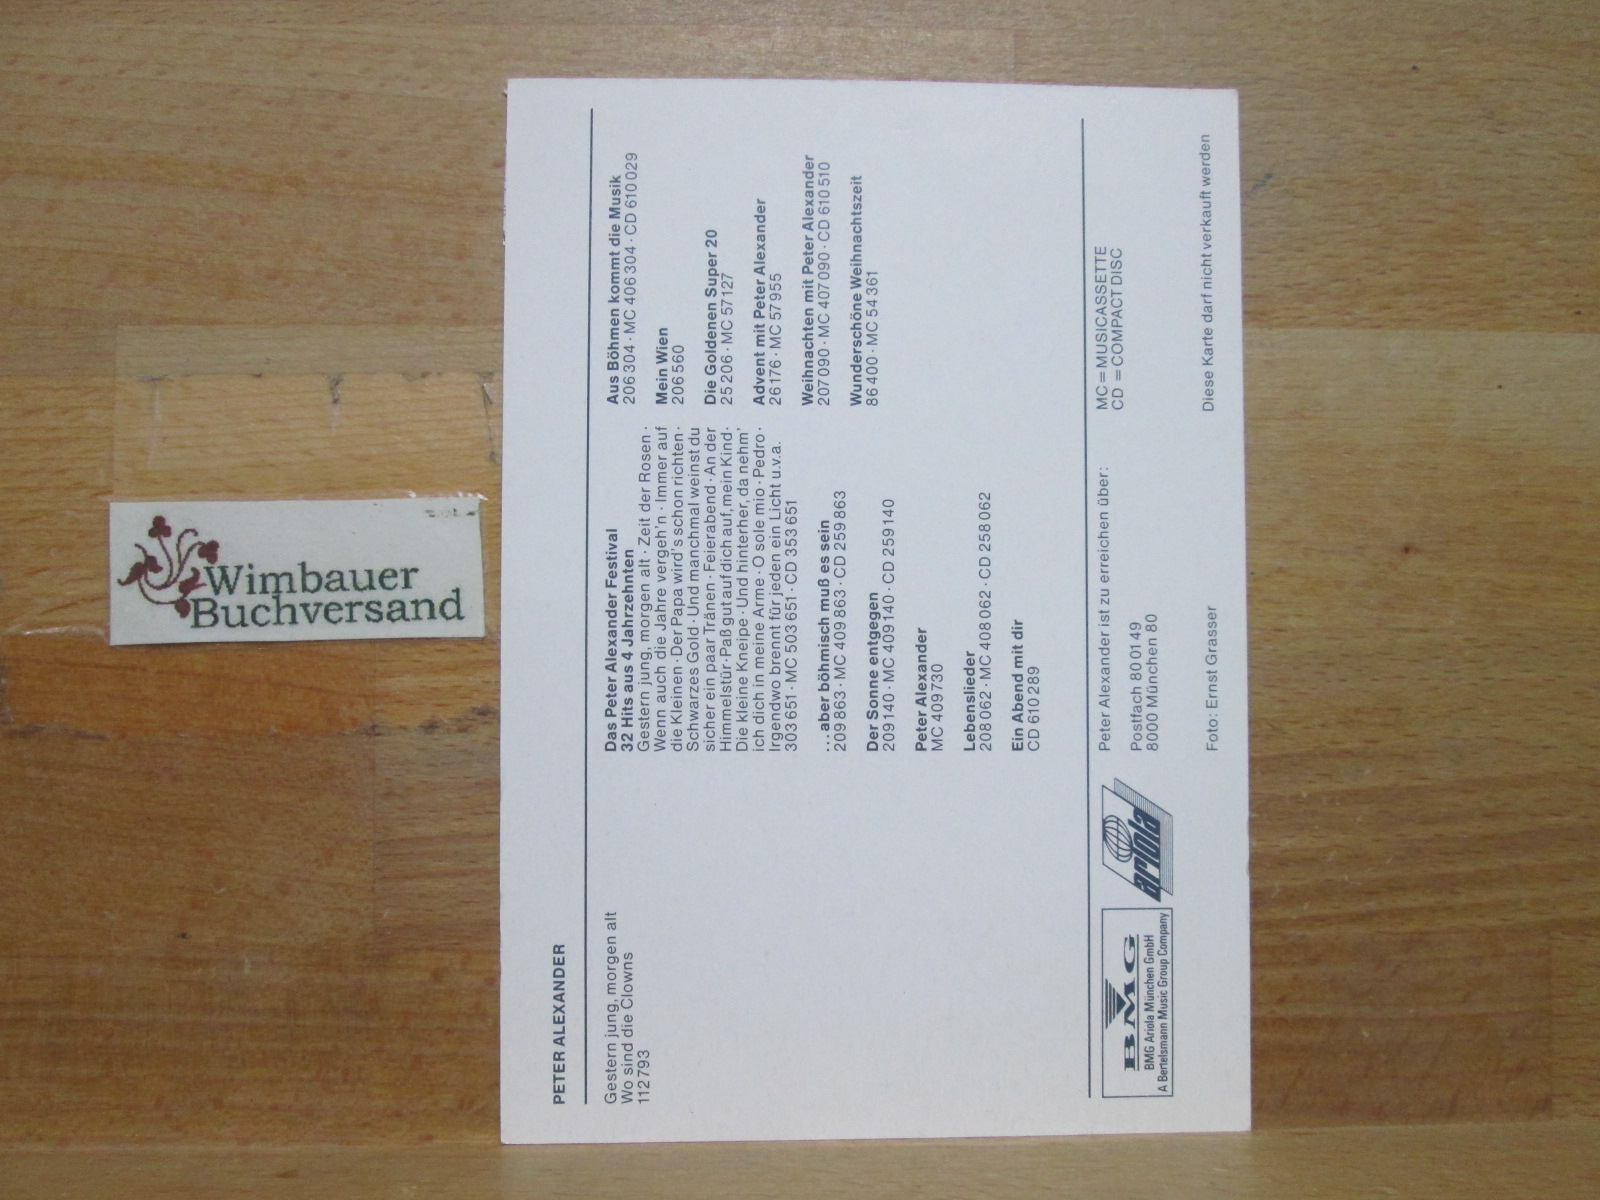 Wimbauer
Buchversand
PETER ALEXANDER
Gestern jung, morgen alt
Wo sind die Clowns
112 793
Das Peter Alexander Festival
32 Hits aus 4 Jahrzehnten
Gestern jung, morgen alt · Zeit der Rosen ·
Wenn auch die Jahre vergeh'n · Immer auf
die Kleinen · Der Papa wird's schon richten ·
Schwarzes Gold · Und manchmal weinst du
sicher ein paar Tränen · Feierabend · An der
Himmelstür · Paß gut auf dich auf, mein Kind ·
Die kleine Kneipe · Und hinterher, da nehm'
ich dich in meine Arme · O sole mio · Pedro ·
Irgendwo brennt für jeden ein Licht u.v.a.
303 651 · MC 503 651 · CD 353 651
...aber böhmisch muß es sein
209 863 · MC 409 863 · CD 259 863
Der Sonne entgegen
209 140 · MC 409 140 · CD 259 140
Peter Alexander
MC 409 730
Lebenslieder
208 062 · MC 408 062 · CD 258 062
Ein Abend mit dir
CD 610 289
Aus Böhmen kommt die Musik
206 304 · MC 406 304 · CD 610 029
Mein Wien
206 560
Die Goldenen Super 20
25 206 · MC 57 127
Advent mit Peter Alexander
26 176 · MC 57 955
Weihnachten mit Peter Alexander
207 090 · MC 407 090 · CD 610 510
Wunderschöne Weihnachtszeit
86 400 · MC 54 361
BMG
BMG Ariola München GmbH
A Bertelsmann Music Group Company
ariola
Peter Alexander ist zu erreichen über:
Postfach 80 01 49
8000 München 80
Foto: Ernst Grasser
MC = MUSICASSETTE
CD = COMPACT DISC
Diese Karte darf nicht verkauft werden